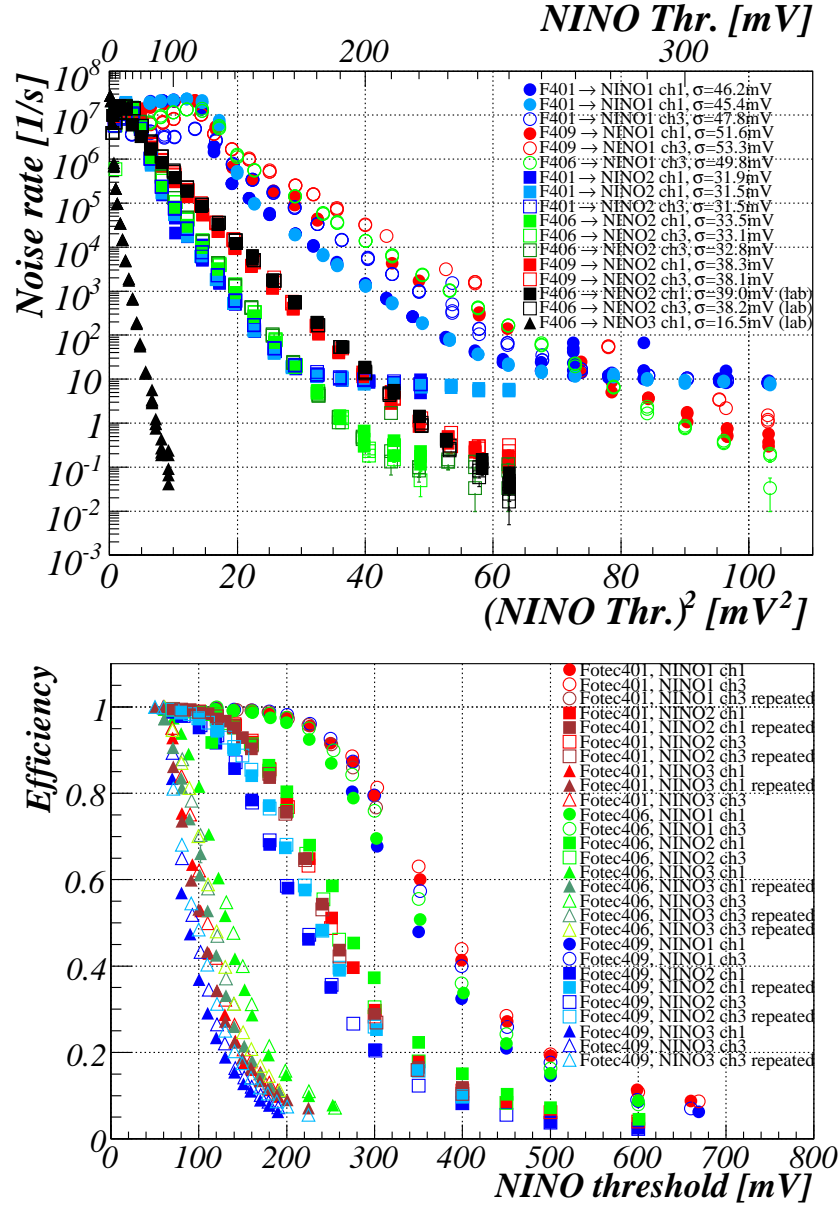 NINO Thr. [mV]
0 100 200 300
Noise rate [1/s]
10^8
10^7
10^6
10^5
10^4
10^3
10^2
10
1
10^-1
10^-2
10^-3
F401→ NINO1 ch1, σ=46.2mV
F401→ NINO1 ch1, σ=45.4mV
F401→ NINO1 ch3, σ=47.8mV
F409→ NINO1 ch1, σ=51.6mV
F409→ NINO1 ch3, σ=53.3mV
F406→ NINO1 ch3, σ=49.8mV
F401→ NINO2 ch1, σ=31.9mV
F401→ NINO2 ch1, σ=31.5mV
F401→ NINO2 ch3, σ=31.5mV
F406→ NINO2 ch1, σ=33.5mV
F406→ NINO2 ch3, σ=33.1mV
F406→ NINO2 ch3, σ=32.8mV
F409→ NINO2 ch1, σ=38.3mV
F409→ NINO2 ch3, σ=38.1mV
F406→ NINO2 ch1, σ=39.0mV (lab)
F406→ NINO2 ch3, σ=38.2mV (lab)
F406→ NINO3 ch1, σ=16.5mV (lab)
0 20 40 60 80 100
(NINO Thr.)^2 [mV^2]
Efficiency
1
0.8
0.6
0.4
0.2
0
Fotec401, NINO1 ch1
Fotec401, NINO1 ch3
Fotec401, NINO1 ch3 repeated
Fotec401, NINO2 ch1
Fotec401, NINO2 ch1 repeated
Fotec401, NINO2 ch3
Fotec401, NINO2 ch3 repeated
Fotec401, NINO3 ch1
Fotec401, NINO3 ch1 repeated
Fotec401, NINO3 ch3
Fotec406, NINO1 ch1
Fotec406, NINO1 ch3
Fotec406, NINO2 ch1
Fotec406, NINO2 ch3
Fotec406, NINO3 ch1
Fotec406, NINO3 ch1 repeated
Fotec406, NINO3 ch3
Fotec406, NINO3 ch3 repeated
Fotec406, NINO3 ch3 repeated
Fotec409, NINO1 ch1
Fotec409, NINO1 ch3
Fotec409, NINO2 ch1
Fotec409, NINO2 ch1 repeated
Fotec409, NINO2 ch3
Fotec409, NINO2 ch3 repeated
Fotec409, NINO3 ch1
Fotec409, NINO3 ch3
Fotec409, NINO3 ch3 repeated
0 100 200 300 400 500 600 700 800
NINO threshold [mV]